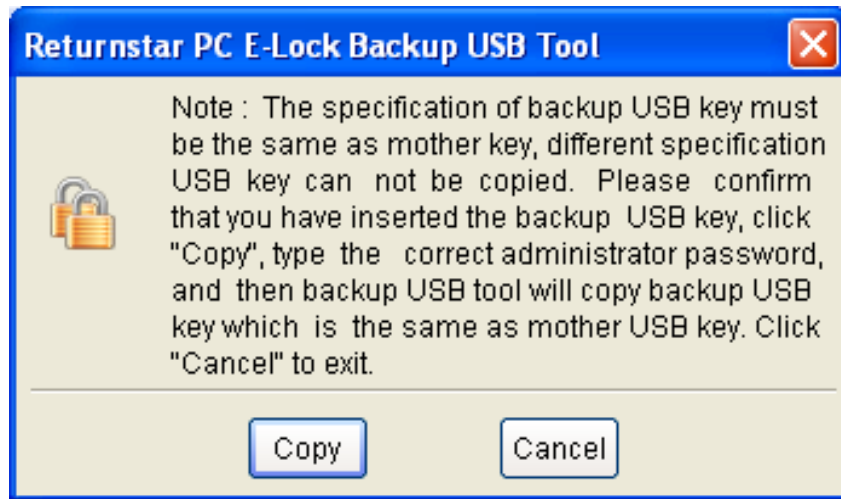 Returnstar PC E-Lock Backup USB Tool
Note : The specification of backup USB key must
be the same as mother key, different specification
USB key can not be copied. Please confirm
that you have inserted the backup USB key, click
"Copy", type the correct administrator password,
and then backup USB tool will copy backup USB
key which is the same as mother USB key. Click
"Cancel" to exit.
Copy
Cancel